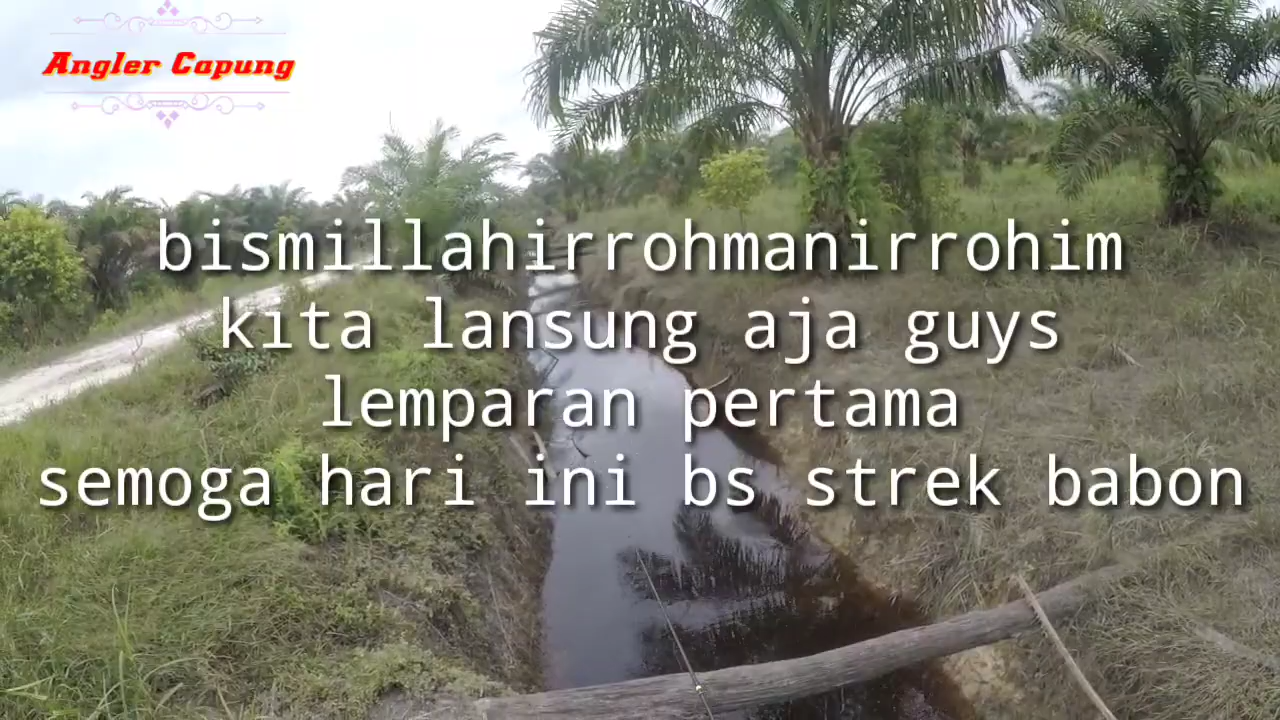 Angler Capung
bismillahirrohmanirrohim
kita lansung aja guys
lemparan pertama
semoga hari ini bs strek babon